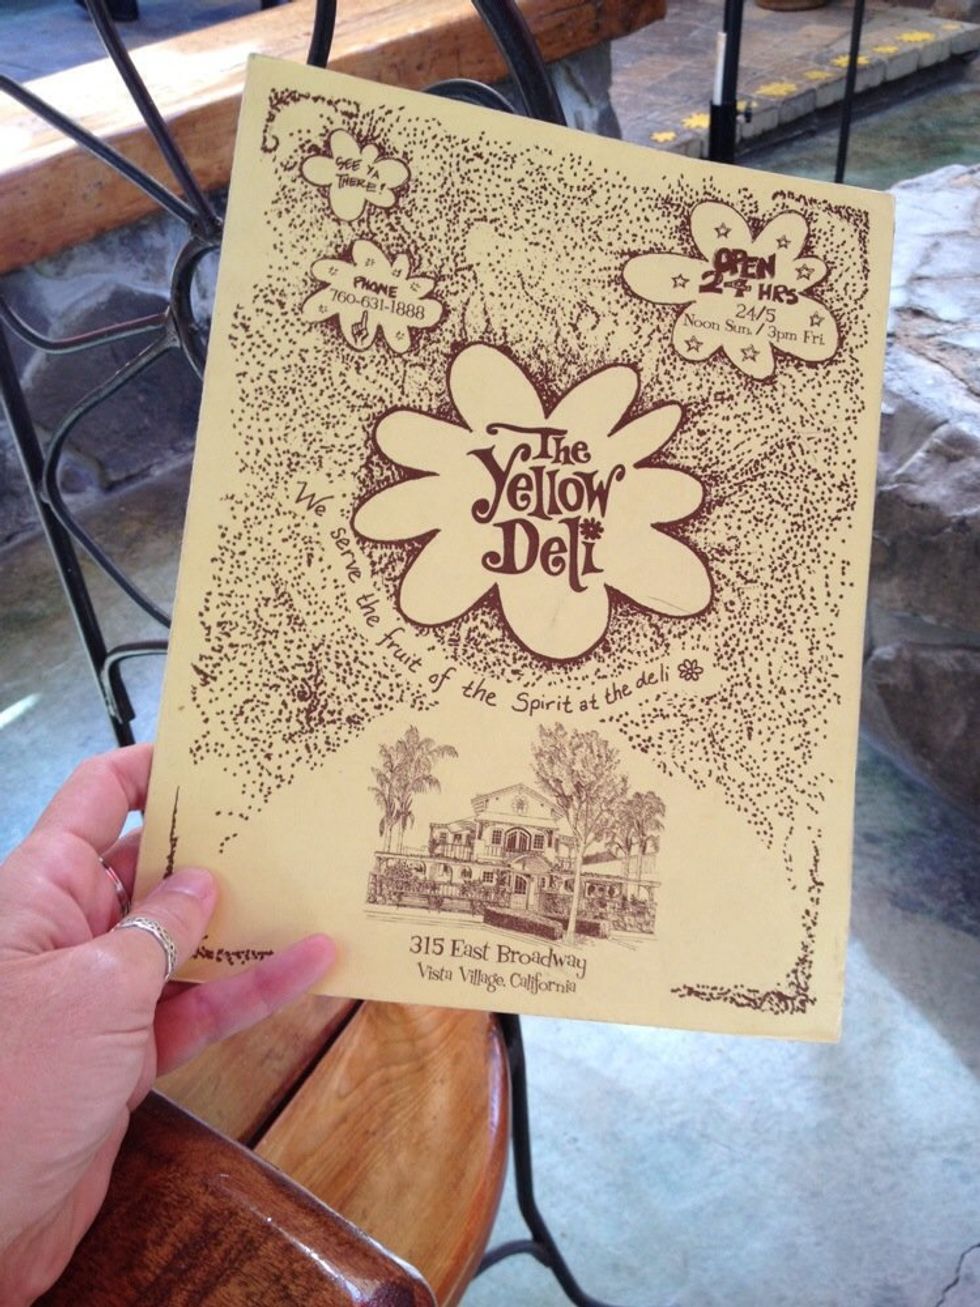 SEE YA
THERE!
PHONE
760-631-1888
OPEN
24 HRS
24/5
Noon Sun. / 3pm Fri.
The
Yellow
Deli
We serve the fruit of the Spirit at the deli
315 East Broadway
Vista Village, California